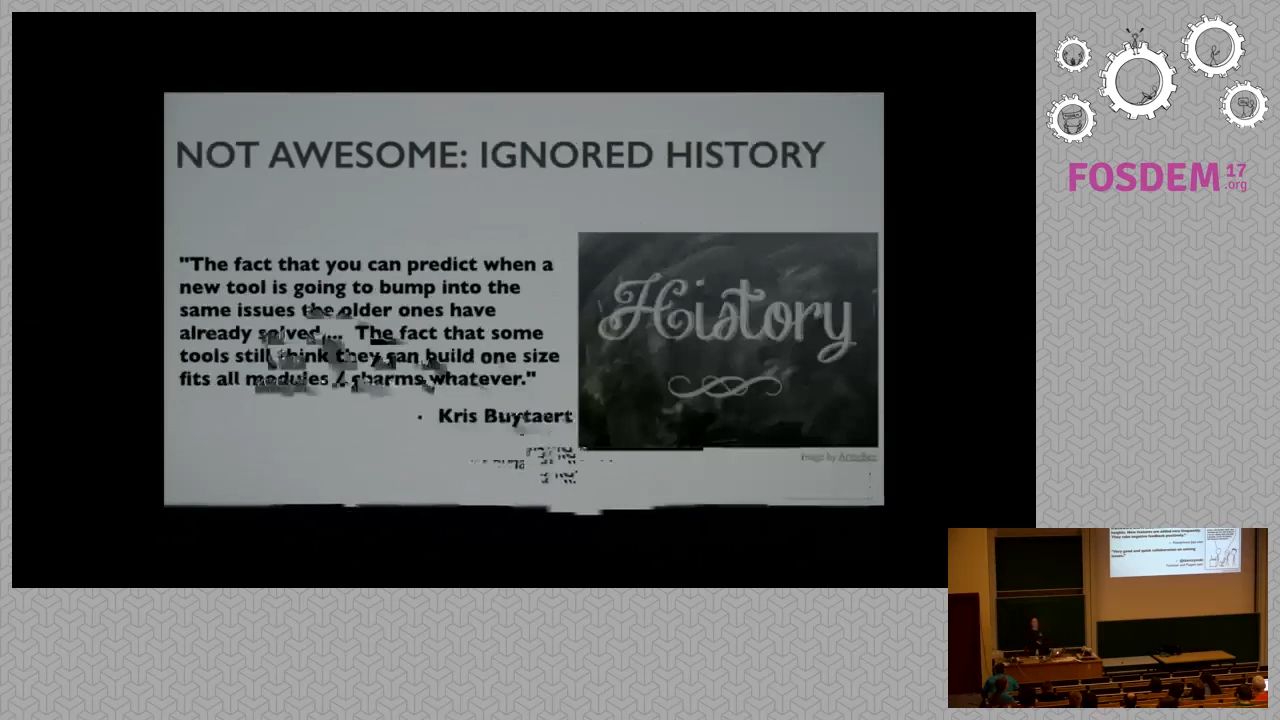 NOT AWESOME: IGNORED HISTORY
"The fact that you can predict when a
new tool is going to bump into the
same issues the older ones have
already solved.... The fact that some
tools still think they can build one size
fits all modules / charms whatever."
• Kris Buytaert
History
image by
FOSDEM 17
.org